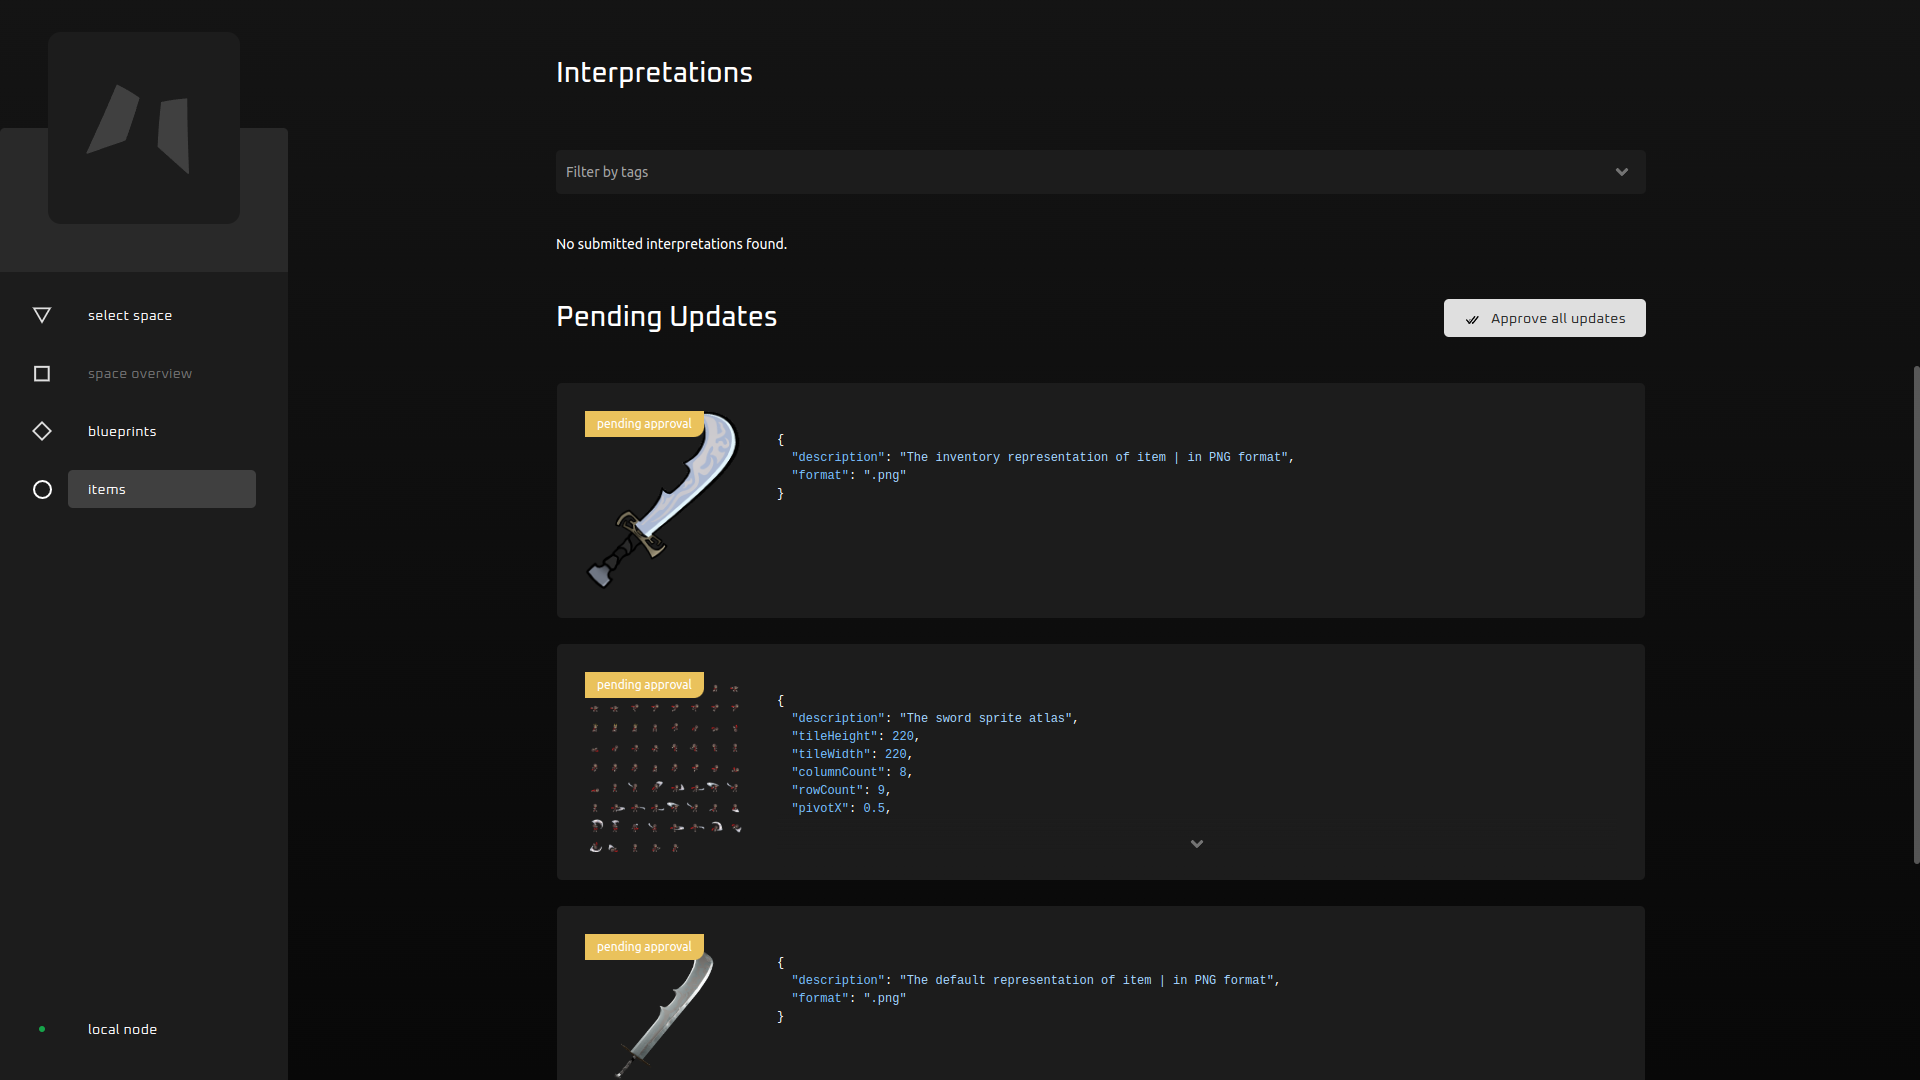 select space
space overview
blueprints
items
local node
Interpretations
Filter by tags
No submitted interpretations found.
Pending Updates
Approve all updates
pending approval
{
"description": "The inventory representation of item | in PNG format",
"format": ".png"
}
pending approval
{
"description": "The sword sprite atlas",
"tileHeight": 220,
"tileWidth": 220,
"columnCount": 8,
"rowCount": 9,
"pivotX": 0.5,
pending approval
{
"description": "The default representation of item | in PNG format",
"format": ".png"
}